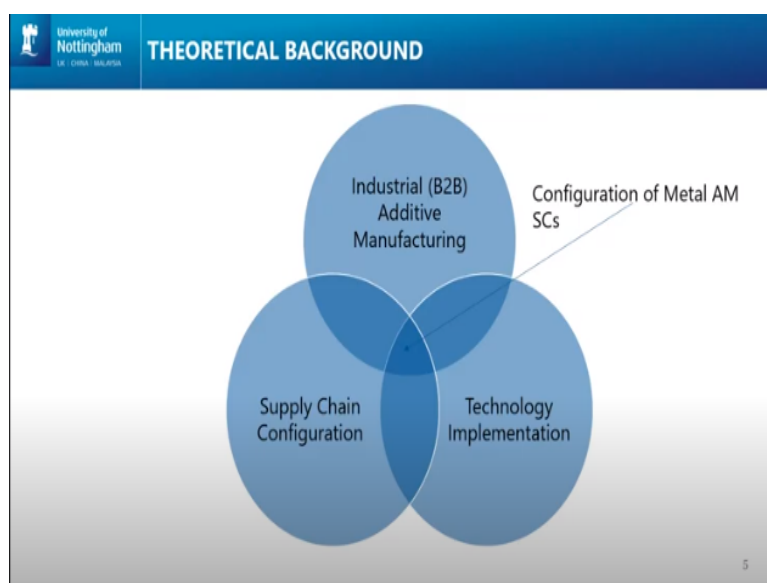 University of
Nottingham
UK | CHINA | MALAYSIA
THEORETICAL BACKGROUND
Industrial (B2B)
Additive
Manufacturing
Configuration of Metal AM
SCs
Supply Chain
Configuration
Technology
Implementation
5